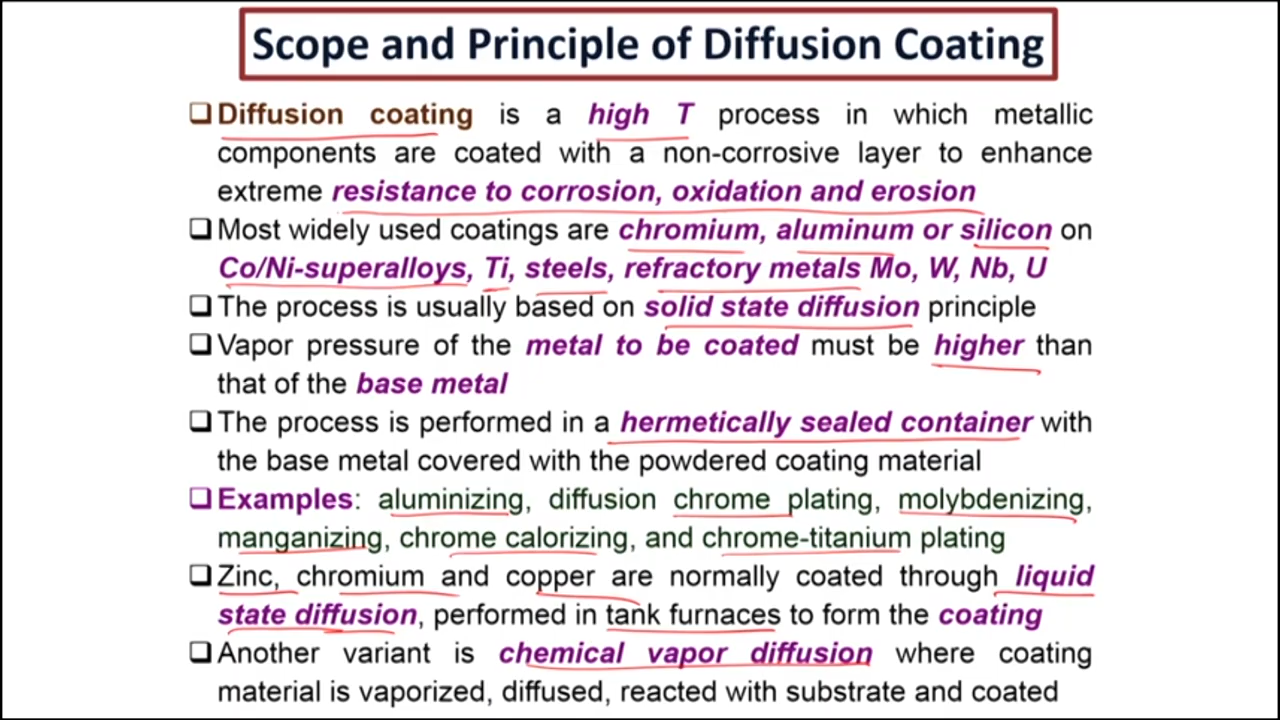 Scope and Principle of Diffusion Coating
❑Diffusion coating is a high T process in which metallic
components are coated with a non-corrosive layer to enhance
extreme resistance to corrosion, oxidation and erosion
❑Most widely used coatings are chromium, aluminum or silicon on
Co/Ni-superalloys, Ti, steels, refractory metals Mo, W, Nb, U
❑The process is usually based on solid state diffusion principle
❑Vapor pressure of the metal to be coated must be higher than
that of the base metal
❑The process is performed in a hermetically sealed container with
the base metal covered with the powdered coating material
❑Examples: aluminizing, diffusion chrome plating, molybdenizing,
manganizing, chrome calorizing, and chrome-titanium plating
❑Zinc, chromium and copper are normally coated through liquid
state diffusion, performed in tank furnaces to form the coating
❑Another variant is chemical vapor diffusion where coating
material is vaporized, diffused, reacted with substrate and coated